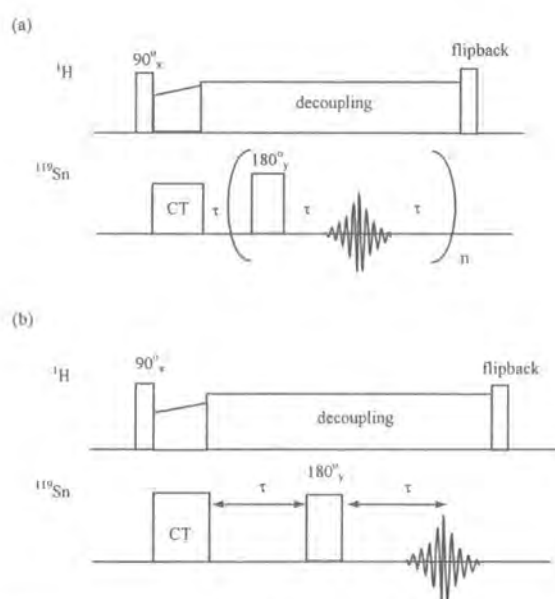 (a)
flipback
90°x
¹H
decoupling
180°y
¹¹⁹Sn
CT
τ
τ
τ
n
(b)
flipback
90°x
¹H
decoupling
180°y
¹¹⁹Sn
τ
τ
CT